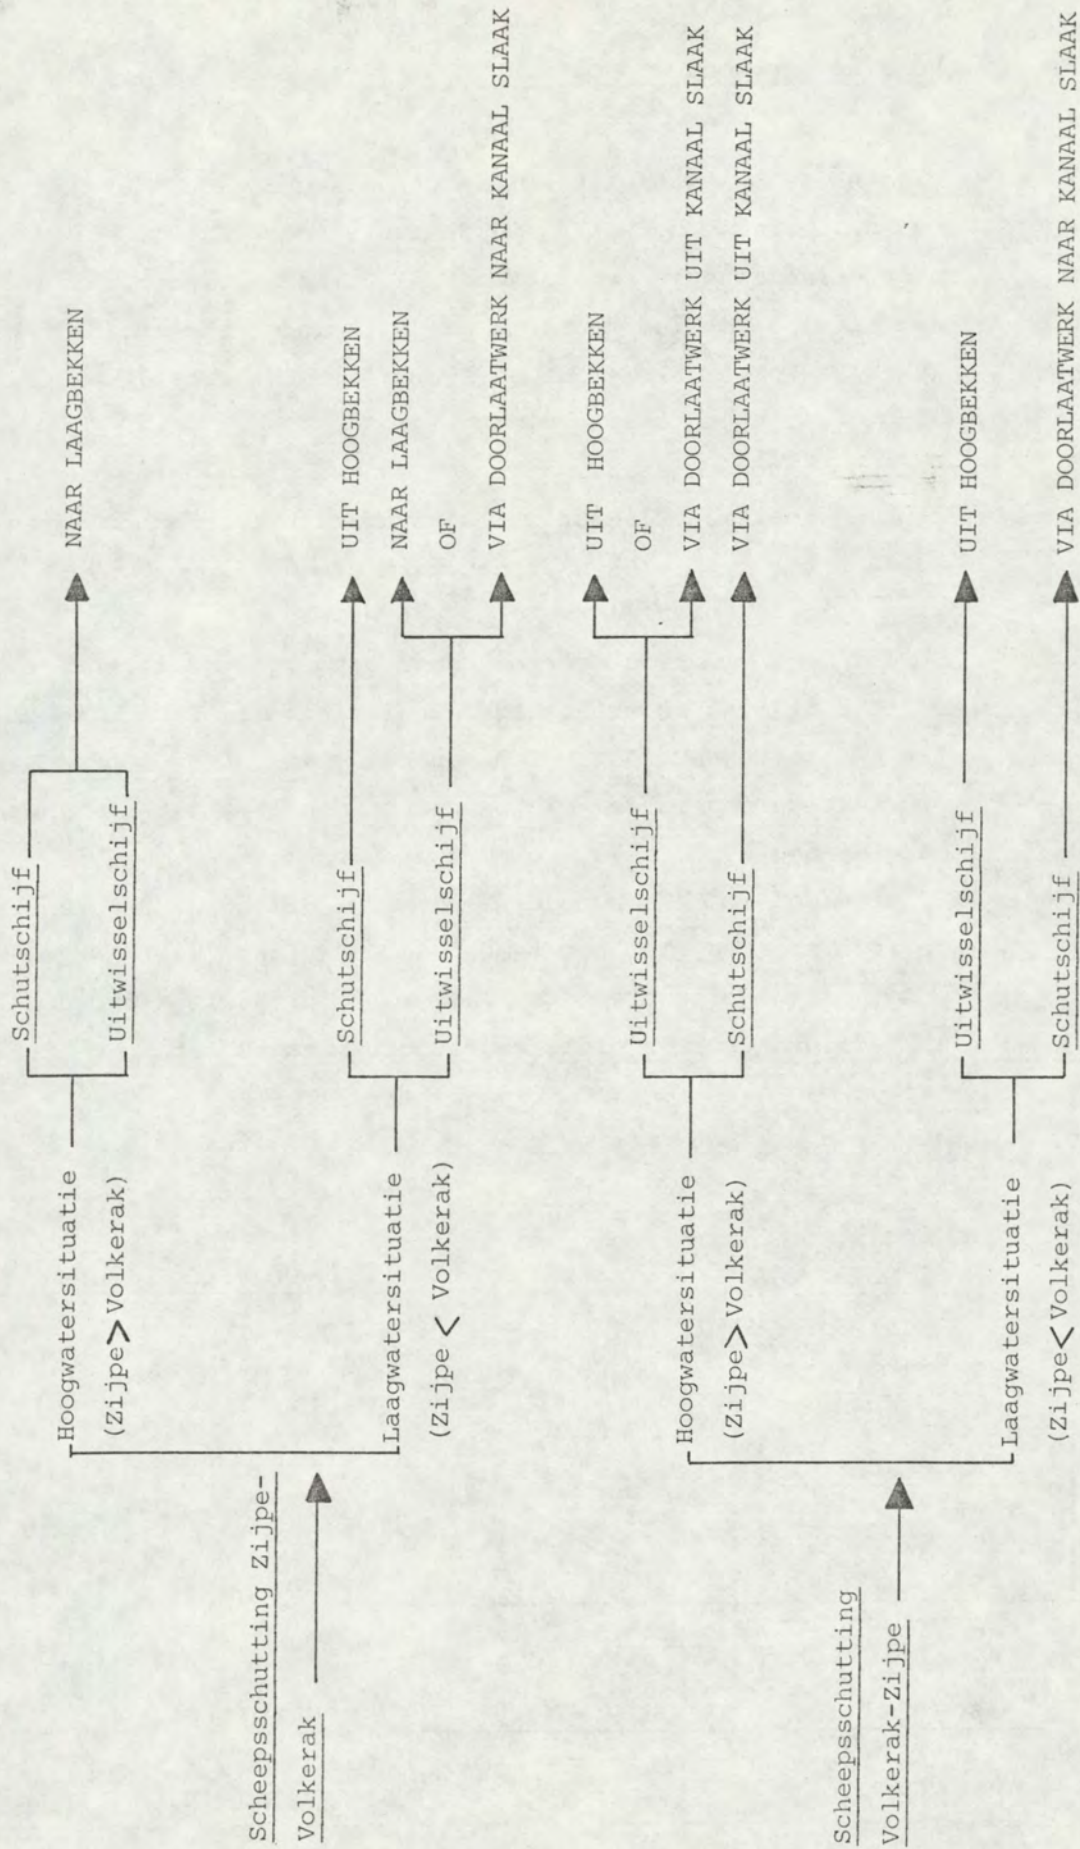 Scheepsschutting Zijpe-
Volkerak
Hoogwatersituatie
(Zijpe > Volkerak)
Schutschijf
Uitwisselschijf
NAAR LAAGBEKKEN
Laagwatersituatie
(Zijpe < Volkerak)
Schutschijf
UIT HOOGBEKKEN
Uitwisselschijf
NAAR LAAGBEKKEN
OF
VIA DOORLAATWERK NAAR KANAAL SLAAK
Scheepsschutting
Volkerak-Zijpe
Hoogwatersituatie
(Zijpe > Volkerak)
Uitwisselschijf
UIT HOOGBEKKEN
OF
VIA DOORLAATWERK UIT KANAAL SLAAK
Schutschijf
VIA DOORLAATWERK UIT KANAAL SLAAK
Laagwatersituatie
(Zijpe < Volkerak)
Uitwisselschijf
UIT HOOGBEKKEN
Schutschijf
VIA DOORLAATWERK NAAR KANAAL SLAAK